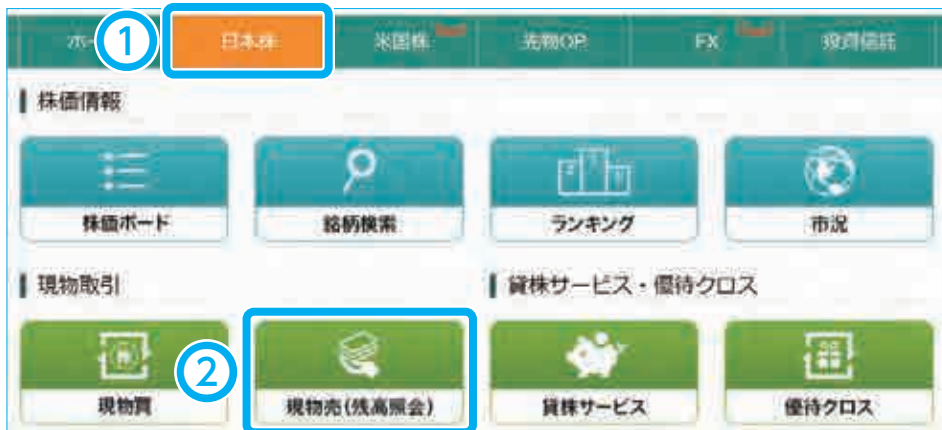 ホーム 1 日本株 米国株 先物OP FX 投資信託
株価情報
株価ボード 銘柄検索 ランキング 市況
現物取引 貸株サービス・優待クロス
2
現物買 現物売(残高照会) 貸株サービス 優待クロス